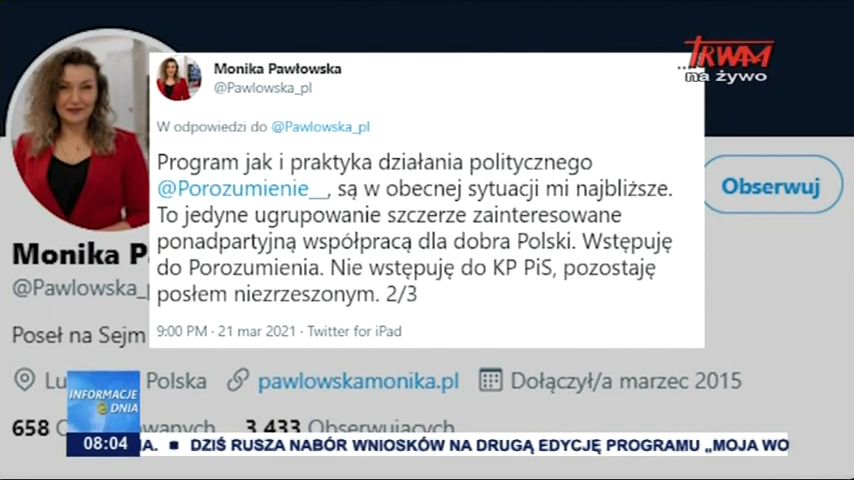 TRWAM
na żywo
Monika Pawłowska
@Pawlowska_pl
W odpowiedzi do @Pawlowska_pl
Program jak i praktyka działania politycznego
@Porozumienie__, są w obecnej sytuacji mi najbliższe.
To jedyne ugrupowanie szczerze zainteresowane
ponadpartyjną współpracą dla dobra Polski. Wstępuję
do Porozumienia. Nie wstępuję do KP PiS, pozostaję
posłem niezrzeszonym. 2/3
9:00 PM · 21 mar 2021 · Twitter for iPad
Obserwuj
Monika P
@Pawlowska_
Poseł na Sejm
Lu Polska pawlowskamonika.pl Dołączył/a marzec 2015
658 3 433 Obserwujących
INFORMACJE
DNIA
08:04 IA. ■ DZIŚ RUSZA NABÓR WNIOSKÓW NA DRUGĄ EDYCJĘ PROGRAMU „MOJA WO